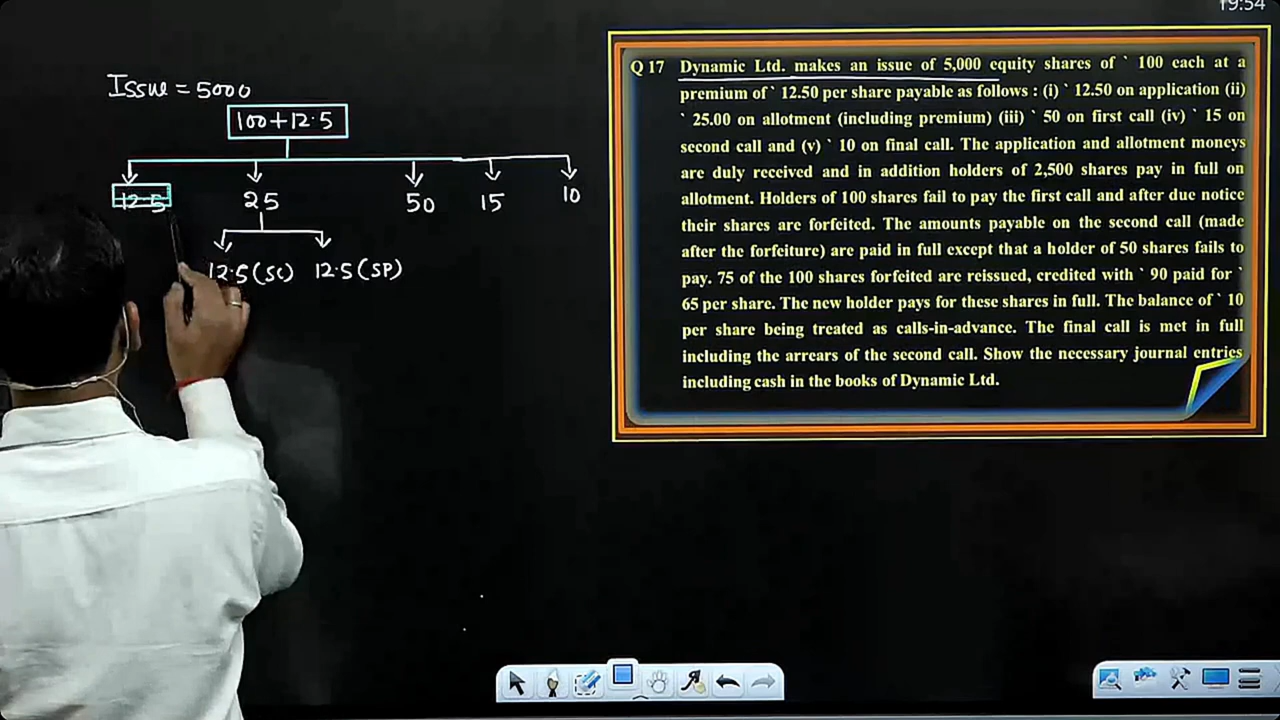 19:54
Issue = 5000
100+12.5
12.5 25 50 15 10
12.5(SC) 12.5(SP)
Q 17 Dynamic Ltd. makes an issue of 5,000 equity shares of ` 100 each at a
premium of ` 12.50 per share payable as follows : (i) ` 12.50 on application (ii)
` 25.00 on allotment (including premium) (iii) ` 50 on first call (iv) ` 15 on
second call and (v) ` 10 on final call. The application and allotment moneys
are duly received and in addition holders of 2,500 shares pay in full on
allotment. Holders of 100 shares fail to pay the first call and after due notice
their shares are forfeited. The amounts payable on the second call (made
after the forfeiture) are paid in full except that a holder of 50 shares fails to
pay. 75 of the 100 shares forfeited are reissued, credited with ` 90 paid for `
65 per share. The new holder pays for these shares in full. The balance of ` 10
per share being treated as calls-in-advance. The final call is met in full
including the arrears of the second call. Show the necessary journal entries
including cash in the books of Dynamic Ltd.